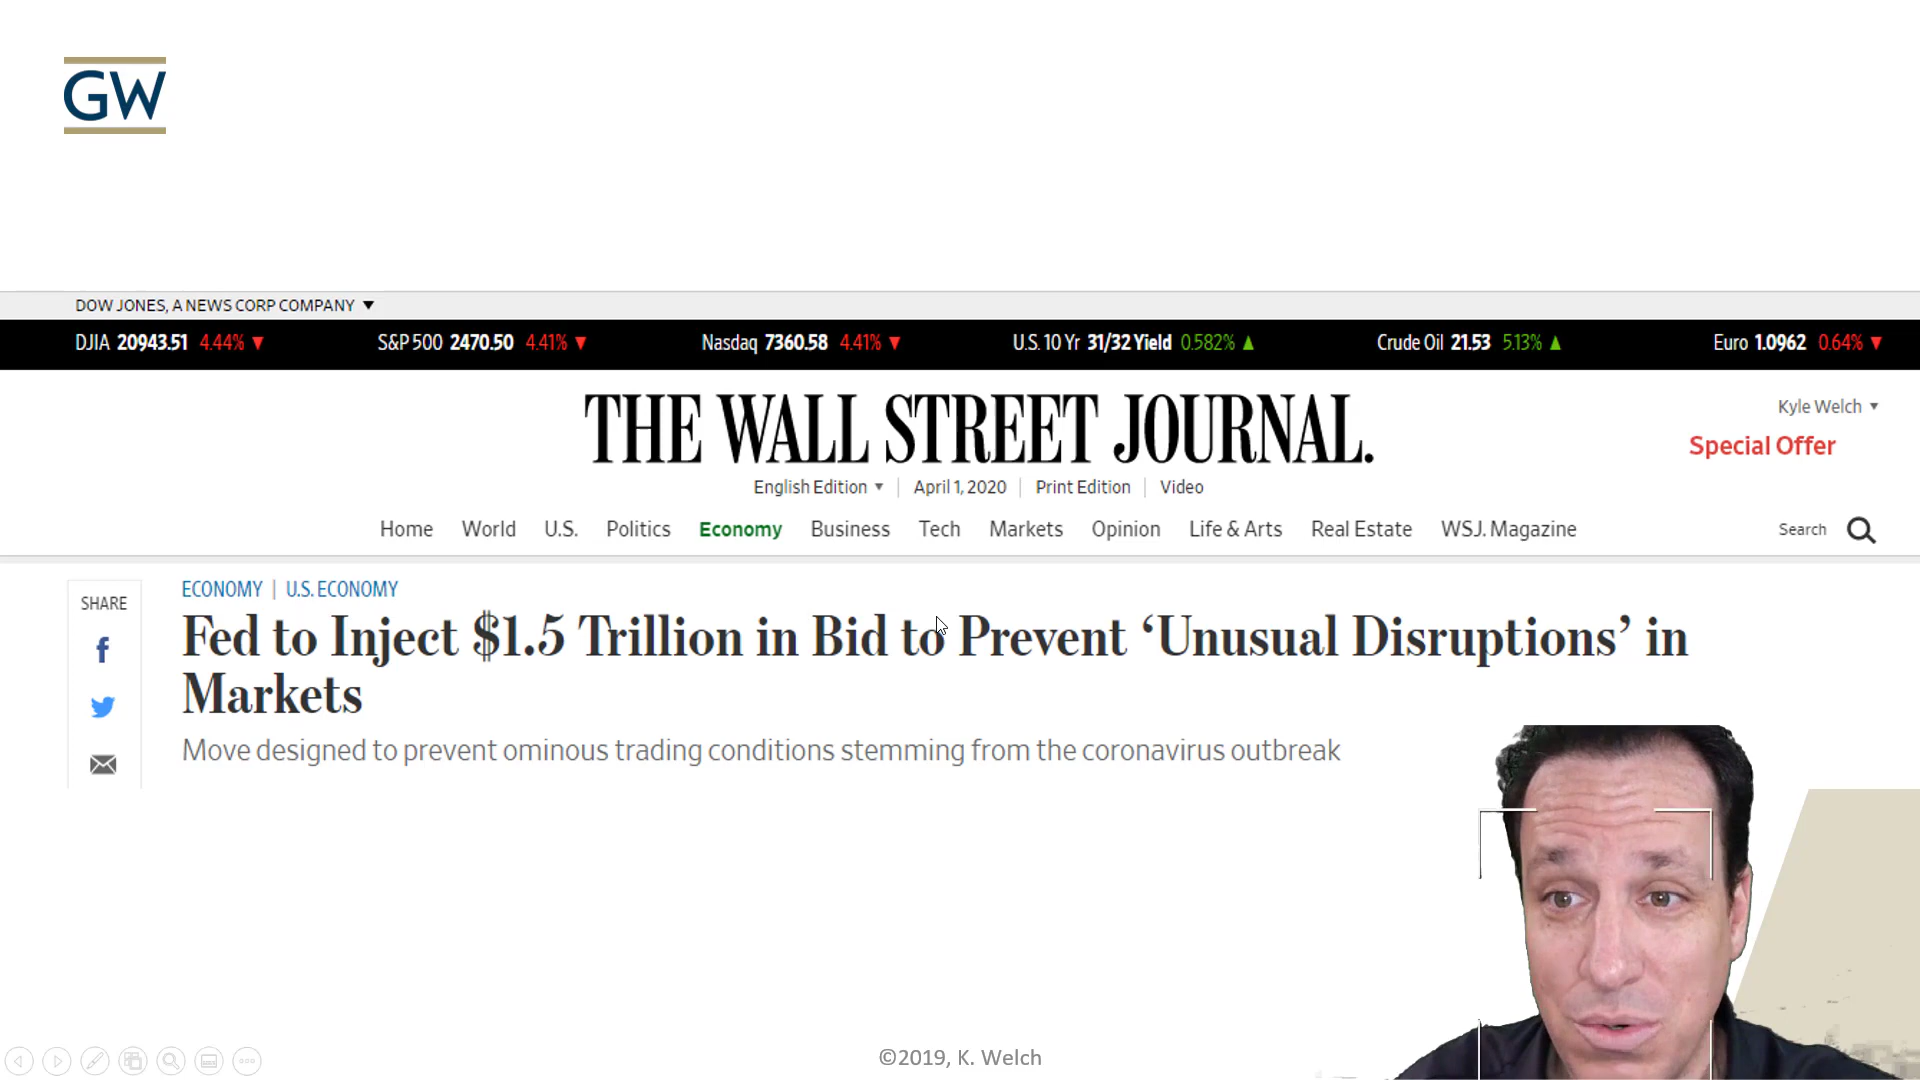 GW
DOW JONES, A NEWS CORP COMPANY ▼
DJIA 20943.51 4.44% ▼ S&P 500 2470.50 4.41% ▼ Nasdaq 7360.58 4.41% ▼ U.S. 10 Yr 31/32 Yield 0.582% ▲ Crude Oil 21.53 5.13% ▲ Euro 1.0962 0.64% ▼
THE WALL STREET JOURNAL.
Kyle Welch ▼
Special Offer
English Edition ▼ | April 1, 2020 | Print Edition | Video
Home World U.S. Politics Economy Business Tech Markets Opinion Life & Arts Real Estate WSJ. Magazine Search
SHARE
ECONOMY | U.S. ECONOMY
Fed to Inject $1.5 Trillion in Bid to Prevent ‘Unusual Disruptions’ in
Markets
Move designed to prevent ominous trading conditions stemming from the coronavirus outbreak
©2019, K. Welch